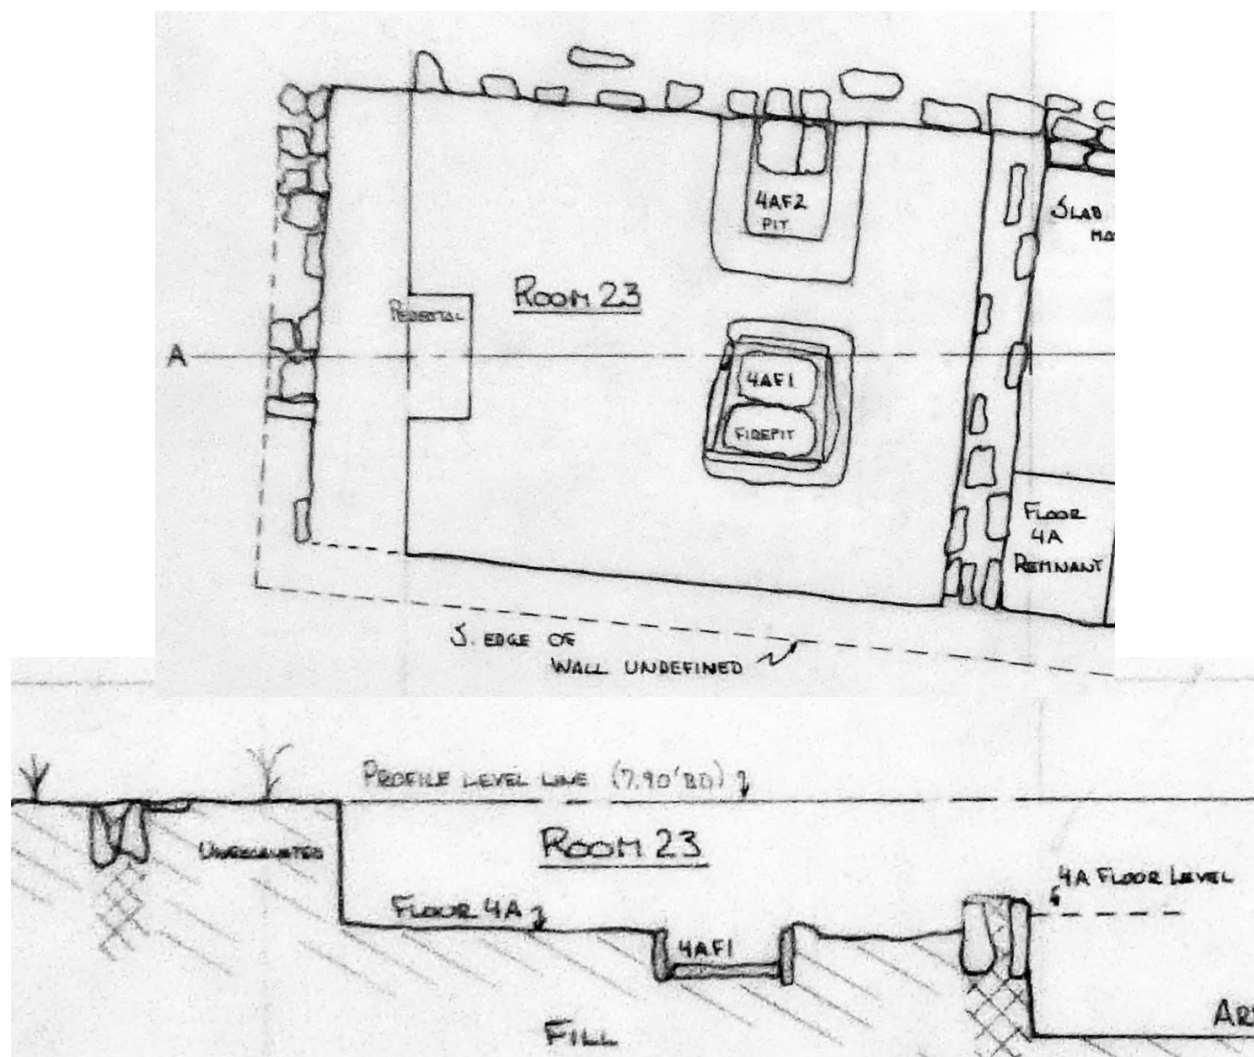 4AF2
PIT
SLAB
ROOM 23
PEDESTAL
A
4AF1
FIREPIT
FLOOR
4A
REMNANT
S. EDGE OF
WALL UNDEFINED
PROFILE LEVEL LINE (7.90' BD)
UNEXCAVATED
ROOM 23
4A FLOOR LEVEL
FLOOR 4A
4AF1
FILL